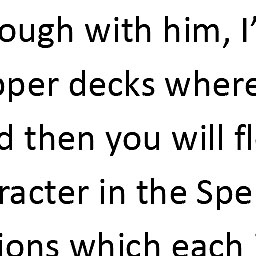 ough with him, I'
pper decks where
d then you will fl
racter in the Spe
ions which each